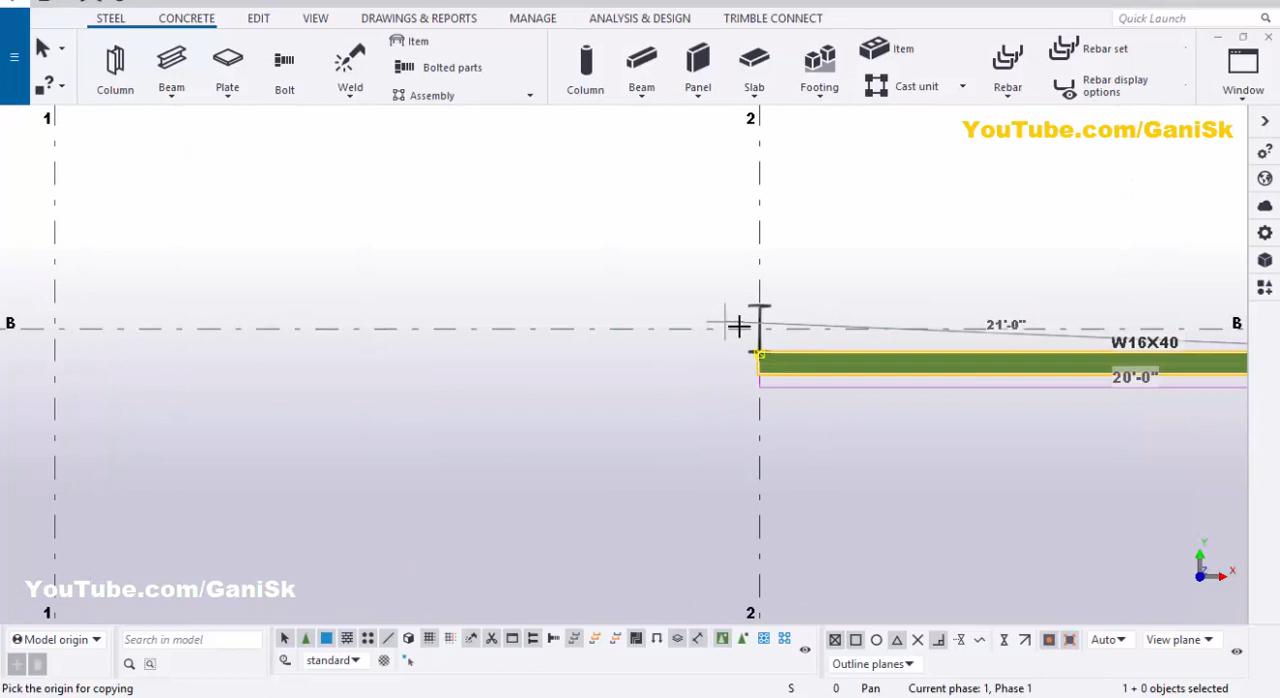 STEEL CONCRETE EDIT VIEW DRAWINGS & REPORTS MANAGE ANALYSIS & DESIGN TRIMBLE CONNECT Quick Launch
Column Beam Plate Bolt Weld Item Bolted parts Assembly Column Beam Panel Slab Footing Item Cast unit Rebar Rebar set Rebar display options Window
1 2
YouTube.com/GaniSk
B 21'-0" B
W16X40
20'-0"
Y
Z X
YouTube.com/GaniSk
1 2
Model origin Search in model Auto View plane
standard Outline planes
Pick the origin for copying S 0 Pan Current phase: 1, Phase 1 1 + 0 objects selected